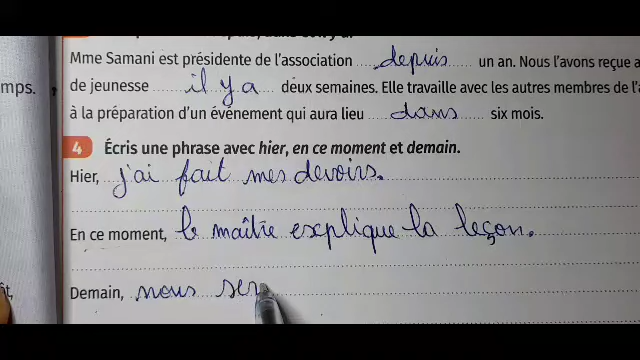 Mme Samani est présidente de l'association depuis un an. Nous l'avons reçue a
de jeunesse il y a deux semaines. Elle travaille avec les autres membres de l'a
mps. à la préparation d'un événement qui aura lieu dans six mois.
4 Écris une phrase avec hier, en ce moment et demain.
Hier, j'ai fait mes devoirs.
En ce moment, le maître explique la leçon.
Demain, nous ser